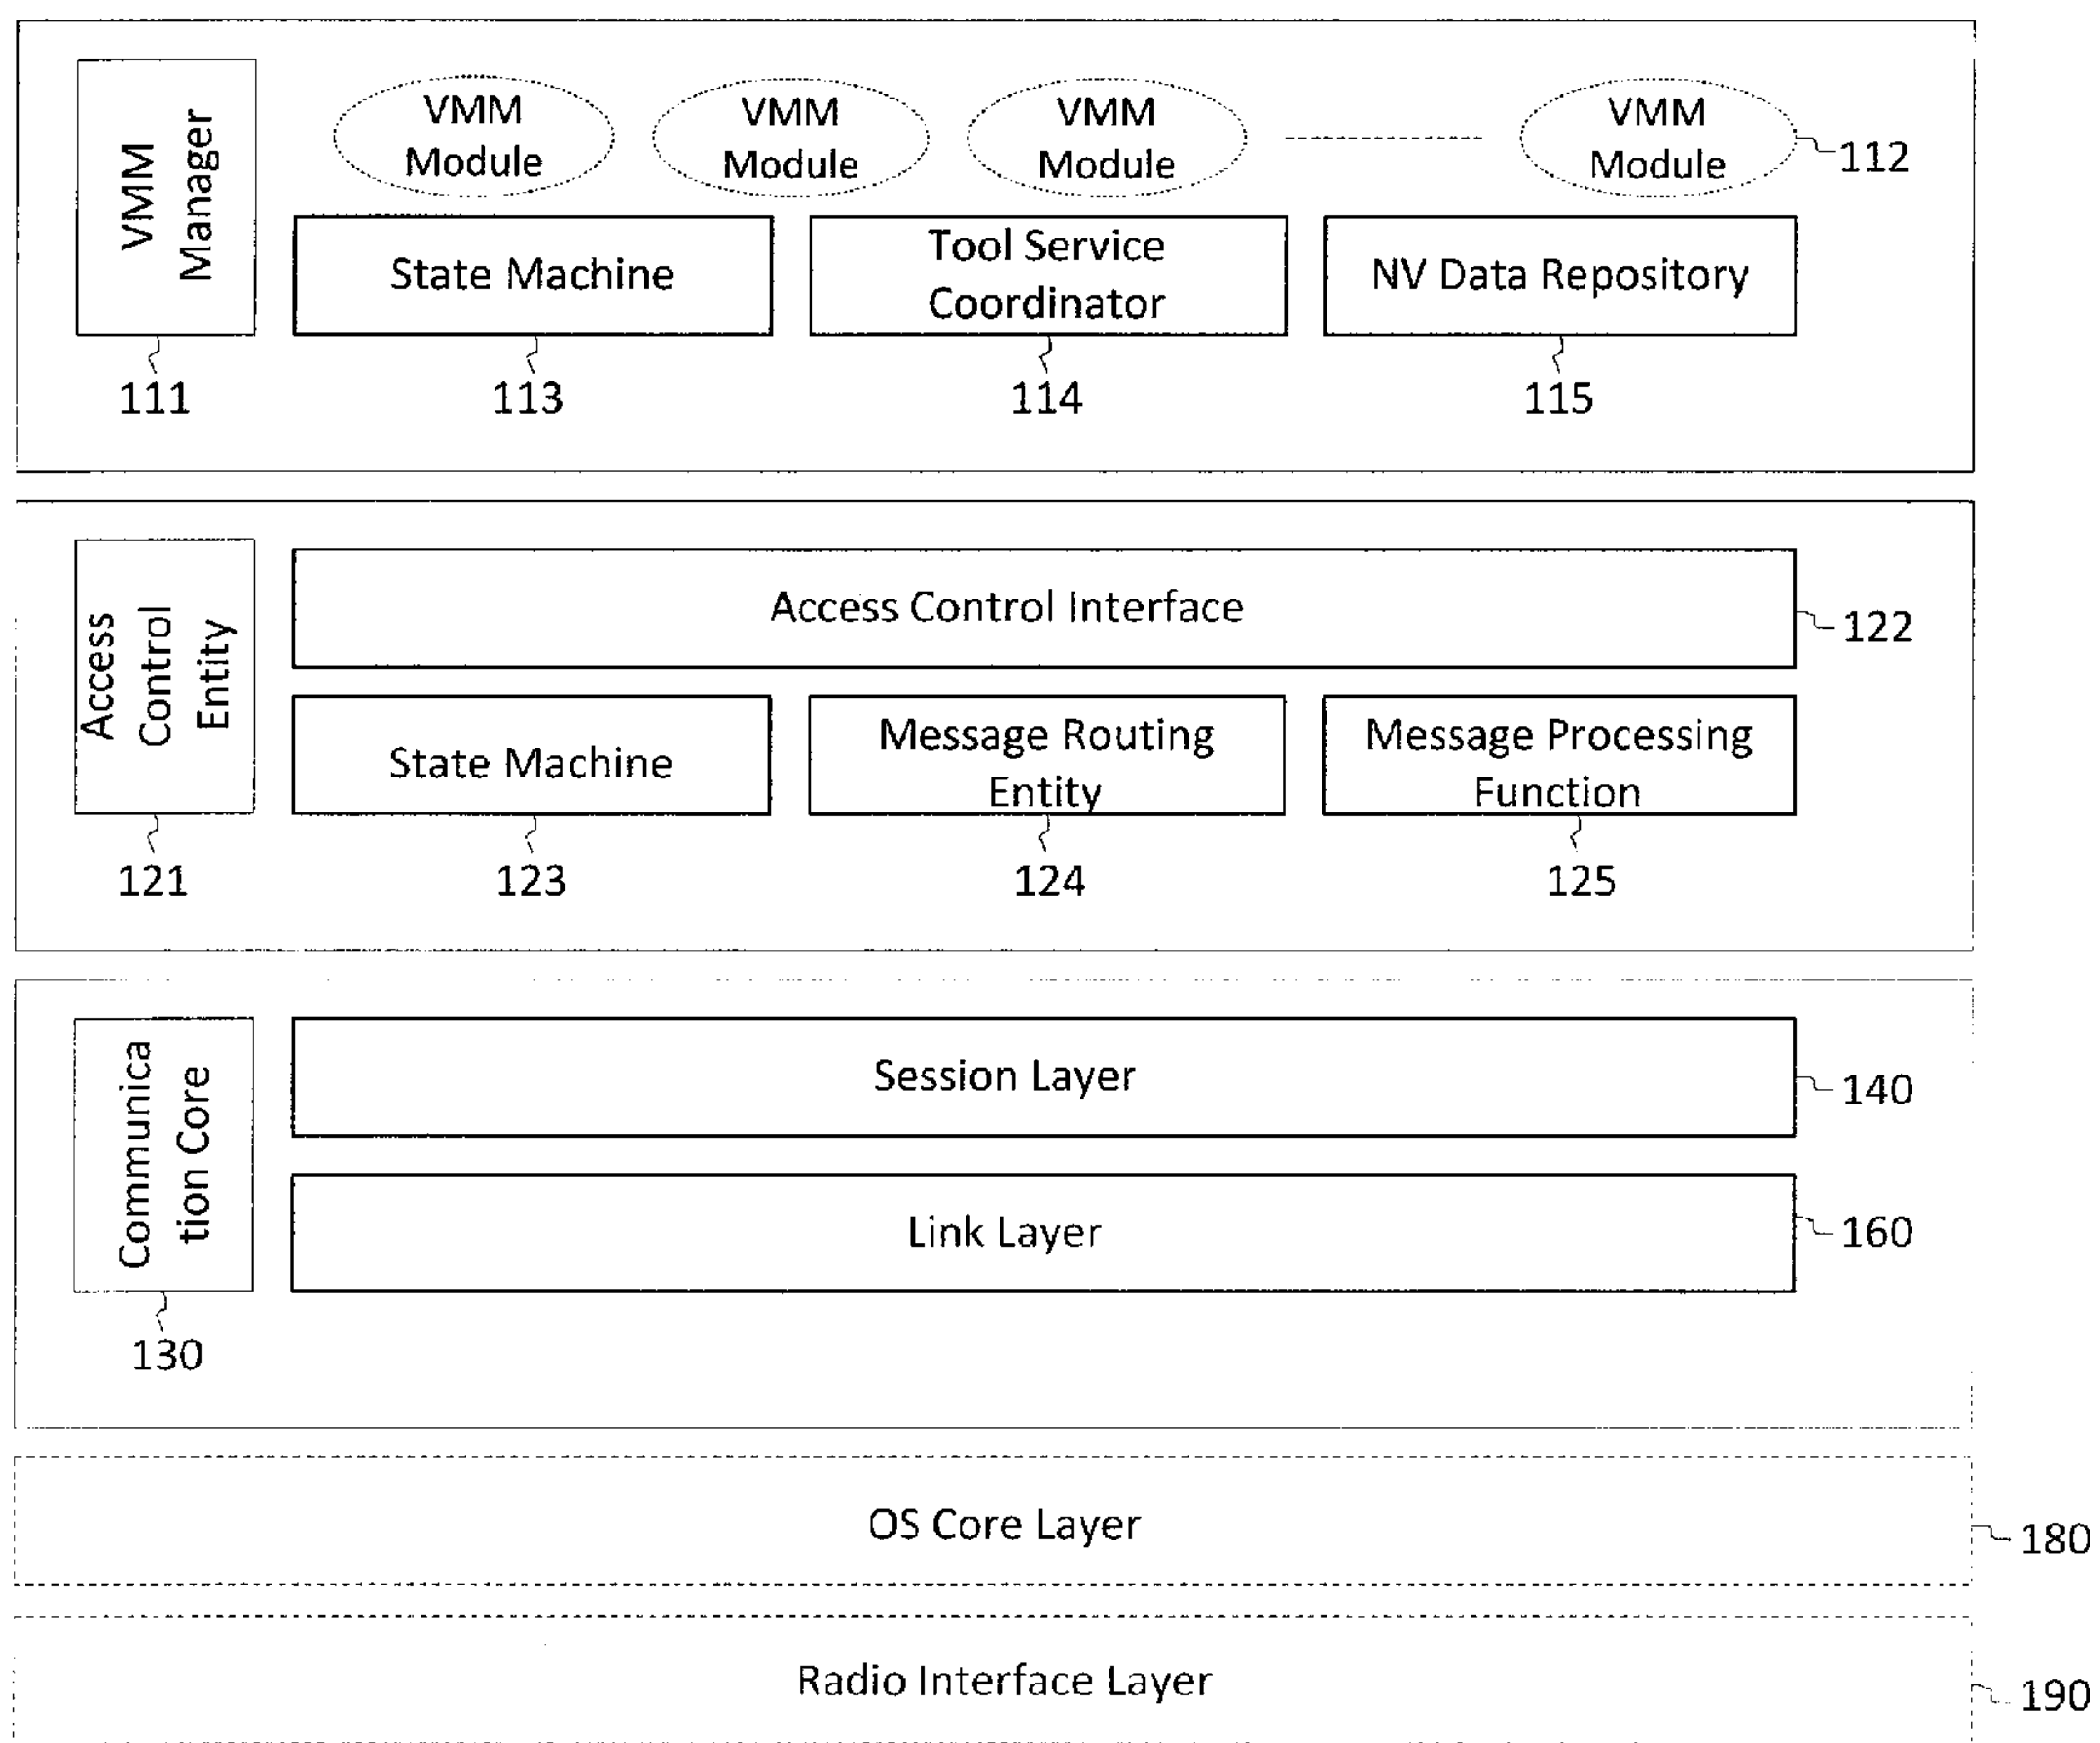 VMM
Manager
VMM
Module
VMM
Module
VMM
Module
VMM
Module
112
State Machine
Tool Service
Coordinator
NV Data Repository
111
113
114
115
Access
Control
Entity
Access Control Interface
122
State Machine
Message Routing
Entity
Message Processing
Function
121
123
124
125
Communica
tion Core
Session Layer
140
Link Layer
160
130
OS Core Layer
180
Radio Interface Layer
190